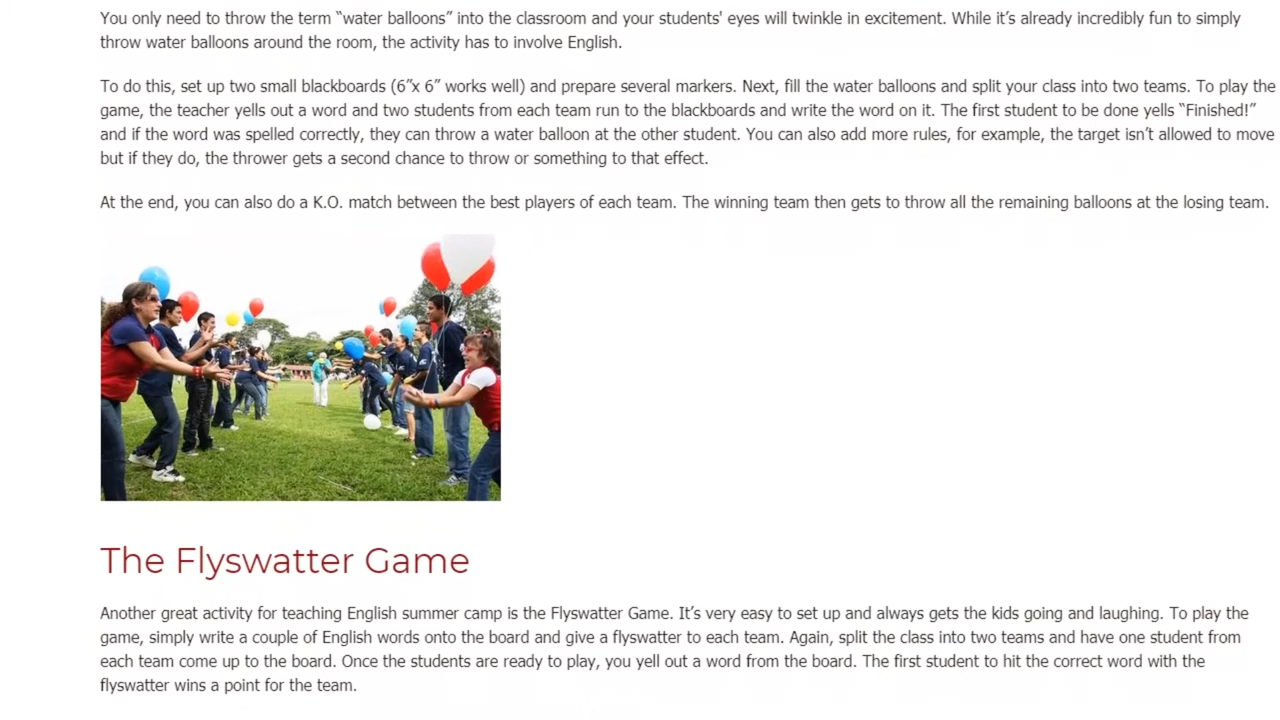 You only need to throw the term “water balloons” into the classroom and your students' eyes will twinkle in excitement. While it’s already incredibly fun to simply
throw water balloons around the room, the activity has to involve English.
To do this, set up two small blackboards (6”x 6” works well) and prepare several markers. Next, fill the water balloons and split your class into two teams. To play the
game, the teacher yells out a word and two students from each team run to the blackboards and write the word on it. The first student to be done yells “Finished!”
and if the word was spelled correctly, they can throw a water balloon at the other student. You can also add more rules, for example, the target isn’t allowed to move
but if they do, the thrower gets a second chance to throw or something to that effect.
At the end, you can also do a K.O. match between the best players of each team. The winning team then gets to throw all the remaining balloons at the losing team.
The Flyswatter Game
Another great activity for teaching English summer camp is the Flyswatter Game. It’s very easy to set up and always gets the kids going and laughing. To play the
game, simply write a couple of English words onto the board and give a flyswatter to each team. Again, split the class into two teams and have one student from
each team come up to the board. Once the students are ready to play, you yell out a word from the board. The first student to hit the correct word with the
flyswatter wins a point for the team.